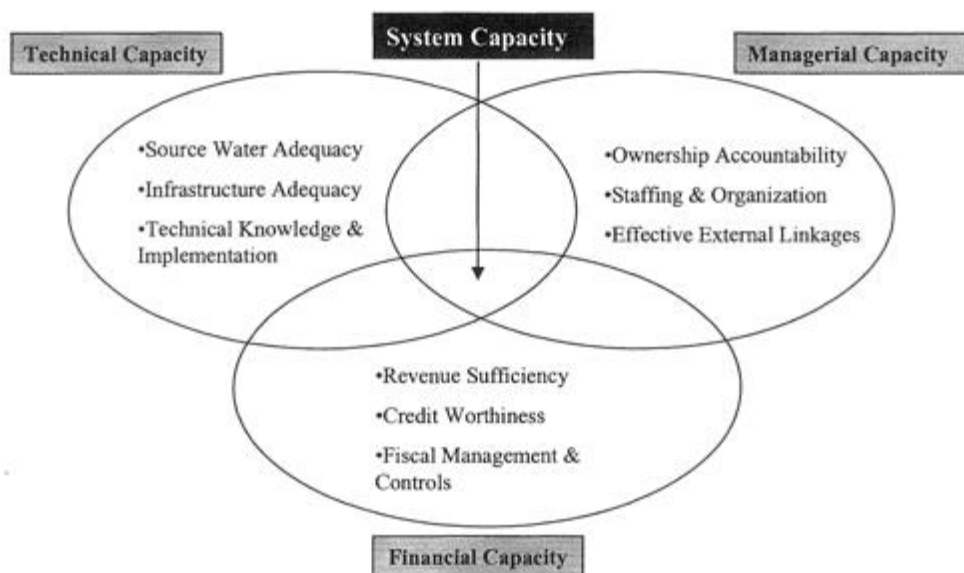 System Capacity
Technical Capacity
Managerial Capacity
•Source Water Adequacy
•Infrastructure Adequacy
•Technical Knowledge &
Implementation
•Ownership Accountability
•Staffing & Organization
•Effective External Linkages
•Revenue Sufficiency
•Credit Worthiness
•Fiscal Management &
Controls
Financial Capacity